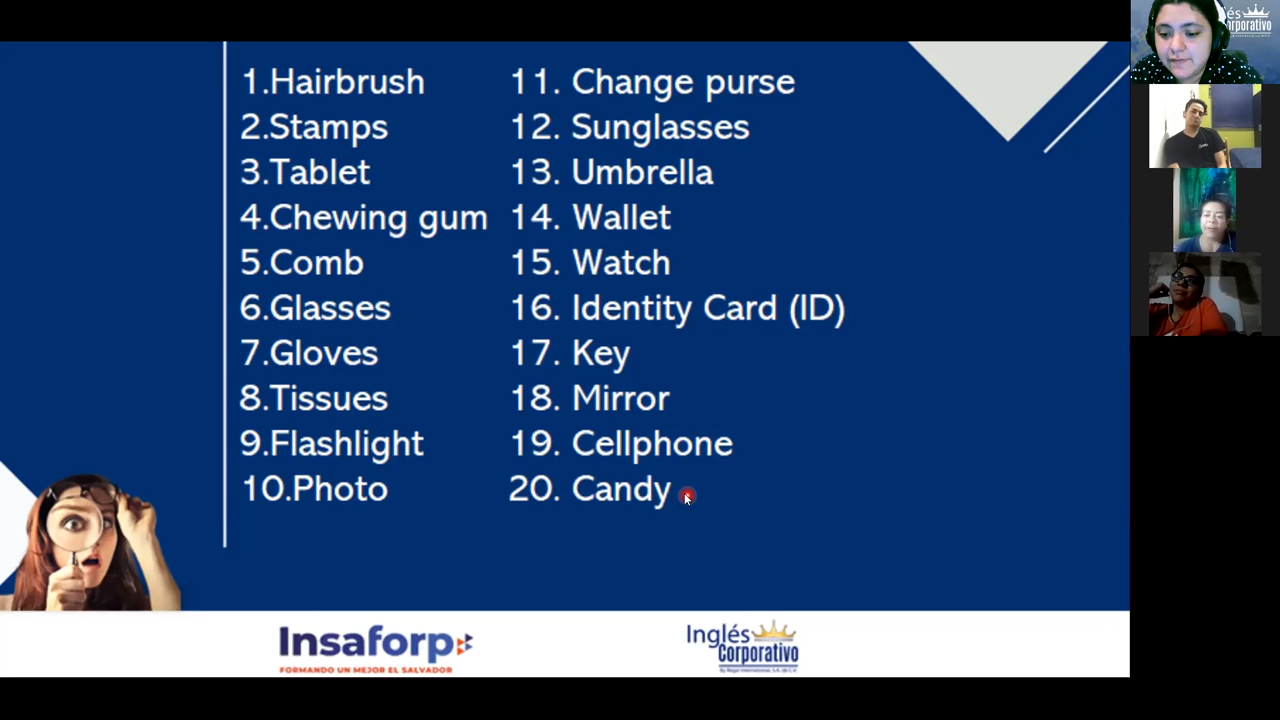 1.Hairbrush
2.Stamps
3.Tablet
4.Chewing gum
5.Comb
6.Glasses
7.Gloves
8.Tissues
9.Flashlight
10.Photo
11. Change purse
12. Sunglasses
13. Umbrella
14. Wallet
15. Watch
16. Identity Card (ID)
17. Key
18. Mirror
19. Cellphone
20. Candy
Insaforp
FORMANDO UN MEJOR EL SALVADOR
Inglés
Corporativo